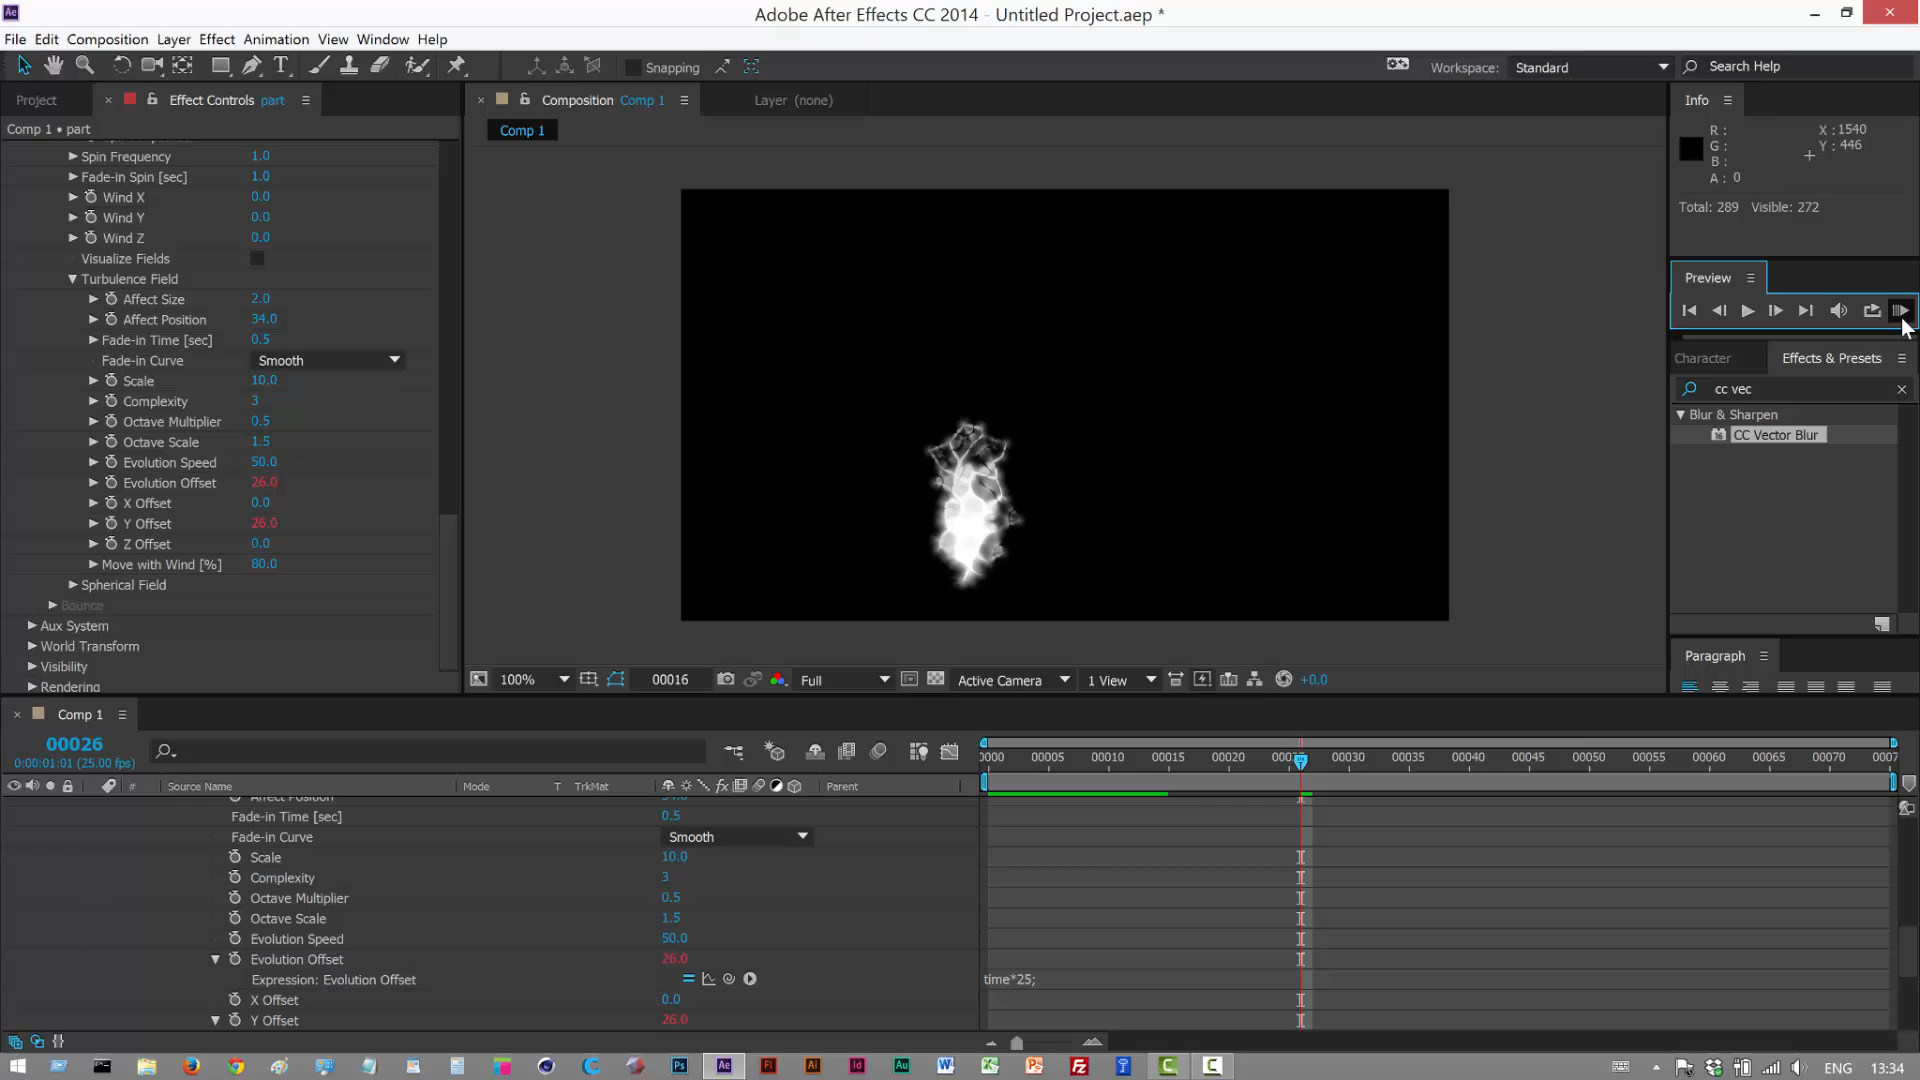 Adobe After Effects CC 2014 - Untitled Project.aep *
File Edit Composition Layer Effect Animation View Window Help
Snapping
Workspace: Standard
Search Help
Project
Effect Controls part
Composition Comp 1
Layer (none)
Info
Comp 1 • part
Comp 1
R :
G :
B :
A : 0
X : 1540
Y : 446
Total: 289 Visible: 272
Spin Frequency 1.0
Fade-in Spin [sec] 1.0
Wind X 0.0
Wind Y 0.0
Wind Z 0.0
Visualize Fields
Turbulence Field
Affect Size 2.0
Affect Position 34.0
Fade-in Time [sec] 0.5
Fade-in Curve Smooth
Scale 10.0
Complexity 3
Octave Multiplier 0.5
Octave Scale 1.5
Evolution Speed 50.0
Evolution Offset 26.0
X Offset 0.0
Y Offset 26.0
Z Offset 0.0
Move with Wind [%] 80.0
Spherical Field
Bounce
Aux System
World Transform
Visibility
Rendering
Preview
Character
Effects & Presets
cc vec
Blur & Sharpen
CC Vector Blur
Paragraph
100%
00016
Full
Active Camera
1 View
+0.0
Comp 1
00026
0:00:01:01 (25.00 fps)
0000 00005 00010 00015 00020 00030 00035 00040 00045 00050 00055 00060 00065 00070
# Source Name Mode T TrkMat Parent
Affect Position 34.0
Fade-in Time [sec] 0.5
Fade-in Curve Smooth
Scale 10.0
Complexity 3
Octave Multiplier 0.5
Octave Scale 1.5
Evolution Speed 50.0
Evolution Offset 26.0
Expression: Evolution Offset time*25;
X Offset 0.0
Y Offset 26.0
ENG 13:34